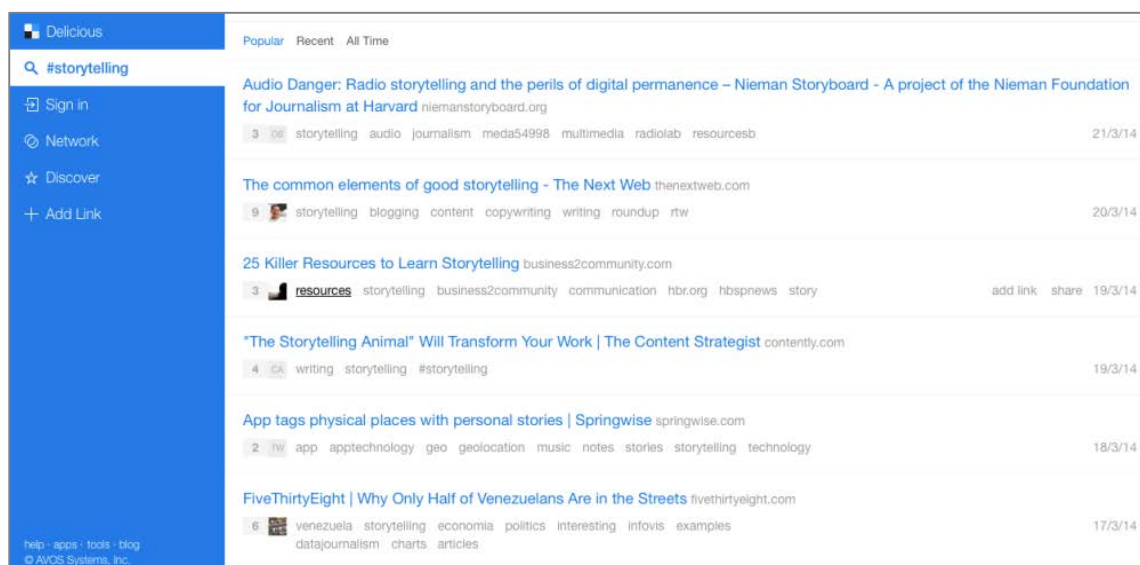 Delicious
#storytelling
Sign in
Network
Discover
Add Link
help · apps · tools · blog
© AVOS Systems, Inc.
Popular Recent All Time
Audio Danger: Radio storytelling and the perils of digital permanence – Nieman Storyboard - A project of the Nieman Foundation
for Journalism at Harvard niemanstoryboard.org
3 DB storytelling audio journalism meda54998 multimedia radiolab resourcesb 21/3/14
The common elements of good storytelling - The Next Web thenextweb.com
9 storytelling blogging content copywriting writing roundup rtw 20/3/14
25 Killer Resources to Learn Storytelling business2community.com
3 resources storytelling business2community communication hbr.org hbspnews story add link share 19/3/14
"The Storytelling Animal" Will Transform Your Work | The Content Strategist contently.com
4 CA writing storytelling #storytelling 19/3/14
App tags physical places with personal stories | Springwise springwise.com
2 TW app apptechnology geo geolocation music notes stories storytelling technology 18/3/14
FiveThirtyEight | Why Only Half of Venezuelans Are in the Streets fivethirtyeight.com
6 venezuela storytelling economia politics interesting infovis examples 17/3/14
datajournalism charts articles